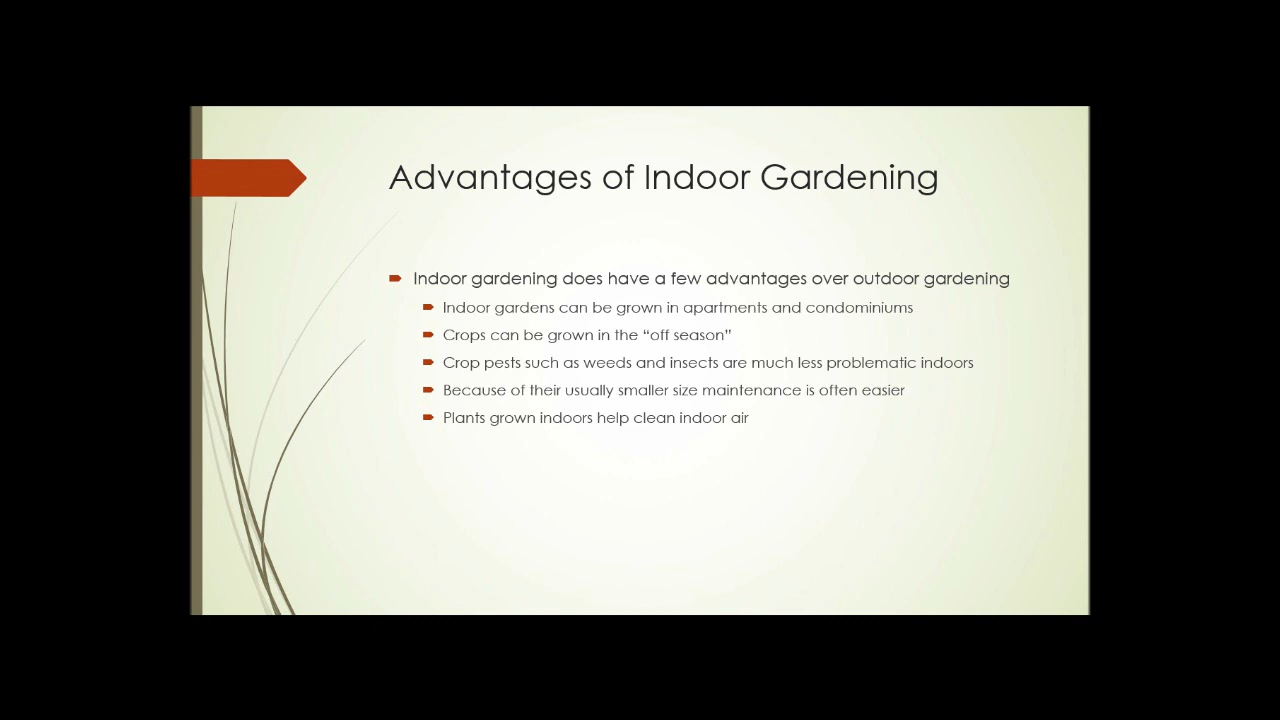 Advantages of Indoor Gardening
Indoor gardening does have a few advantages over outdoor gardening
Indoor gardens can be grown in apartments and condominiums
Crops can be grown in the “off season”
Crop pests such as weeds and insects are much less problematic indoors
Because of their usually smaller size maintenance is often easier
Plants grown indoors help clean indoor air